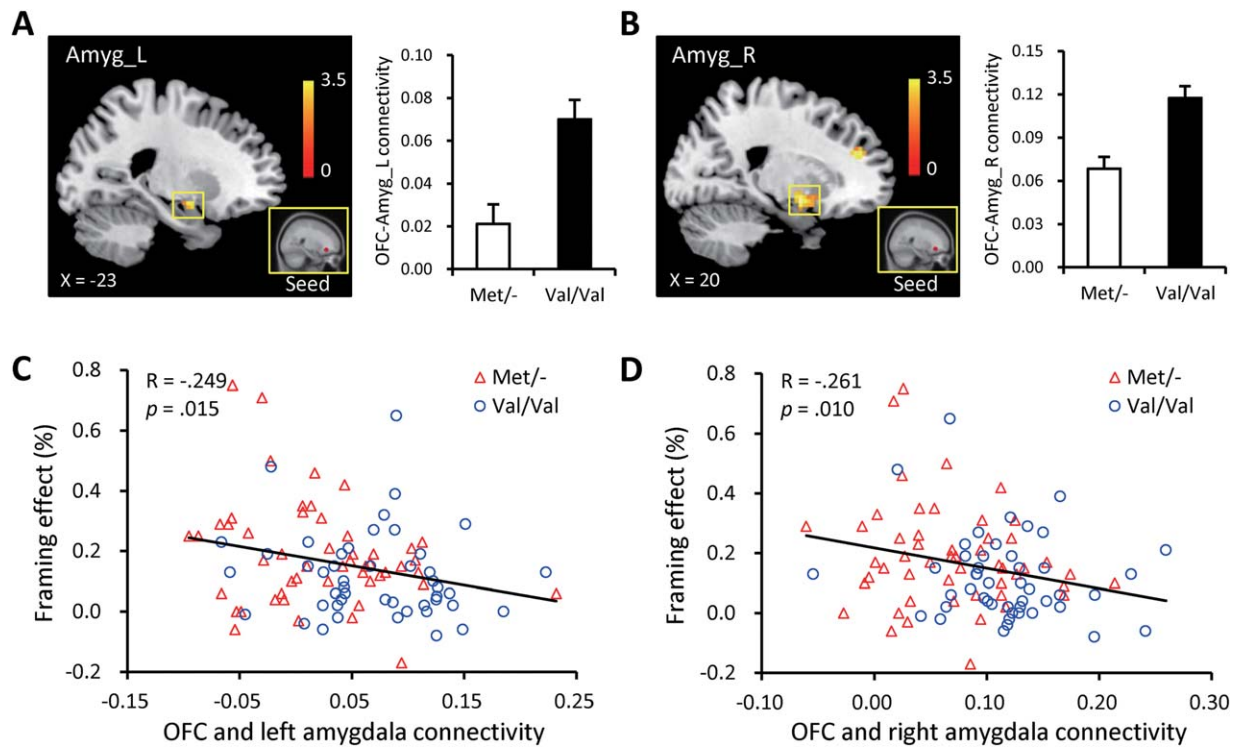 A
Amyg_L
3.5
0
X = -23
Seed
OFC-Amyg_L connectivity
0.10
0.08
0.06
0.04
0.02
0.00
Met/-
Val/Val
B
Amyg_R
3.5
0
X = 20
Seed
OFC-Amyg_R connectivity
0.15
0.12
0.09
0.06
0.03
0.00
Met/-
Val/Val
C
R = -.249
p = .015
Met/-
Val/Val
Framing effect (%)
0.8
0.6
0.4
0.2
0.0
-0.2
-0.15
-0.05
0.05
0.15
0.25
OFC and left amygdala connectivity
D
R = -.261
p = .010
Met/-
Val/Val
Framing effect (%)
0.8
0.6
0.4
0.2
0.0
-0.2
-0.10
0.00
0.10
0.20
0.30
OFC and right amygdala connectivity